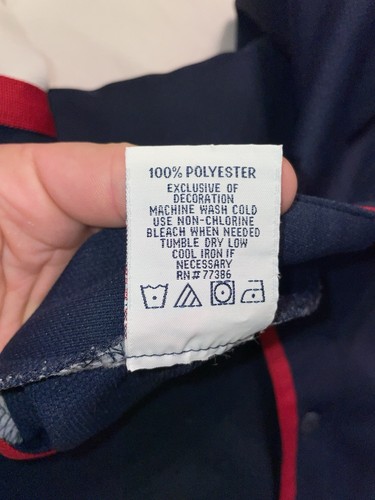 100% POLYESTER
EXCLUSIVE OF
DECORATION
MACHINE WASH COLD
USE NON-CHLORINE
BLEACH WHEN NEEDED
TUMBLE DRY LOW
COOL IRON IF
NECESSARY
RN# 77386